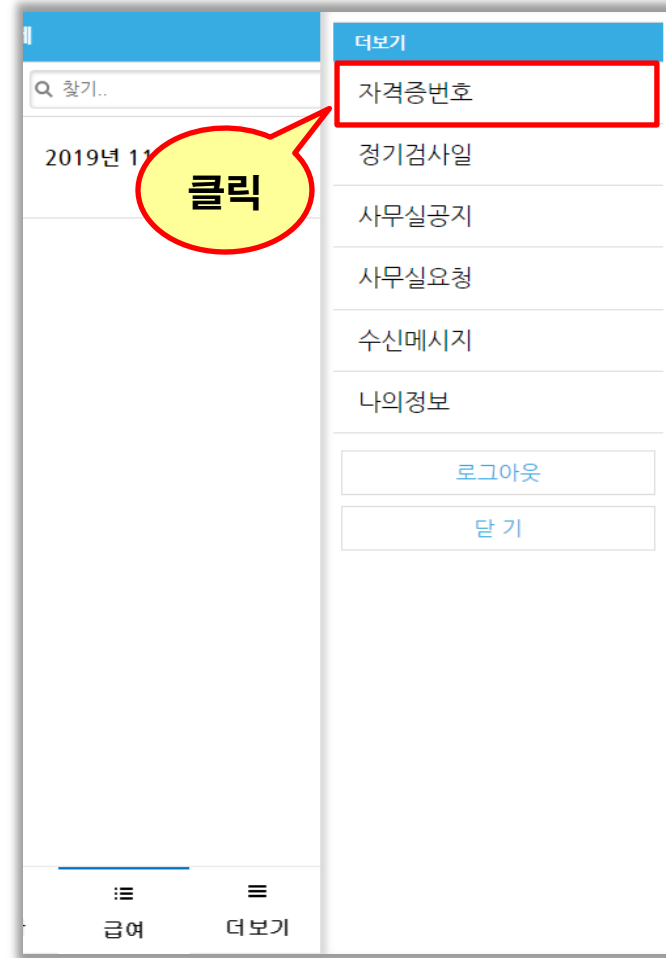 더보기
찾기..
자격증번호
2019년 11
클릭
정기검사일
사무실공지
사무실요청
수신메시지
나의정보
로그아웃
닫 기
급여
더보기